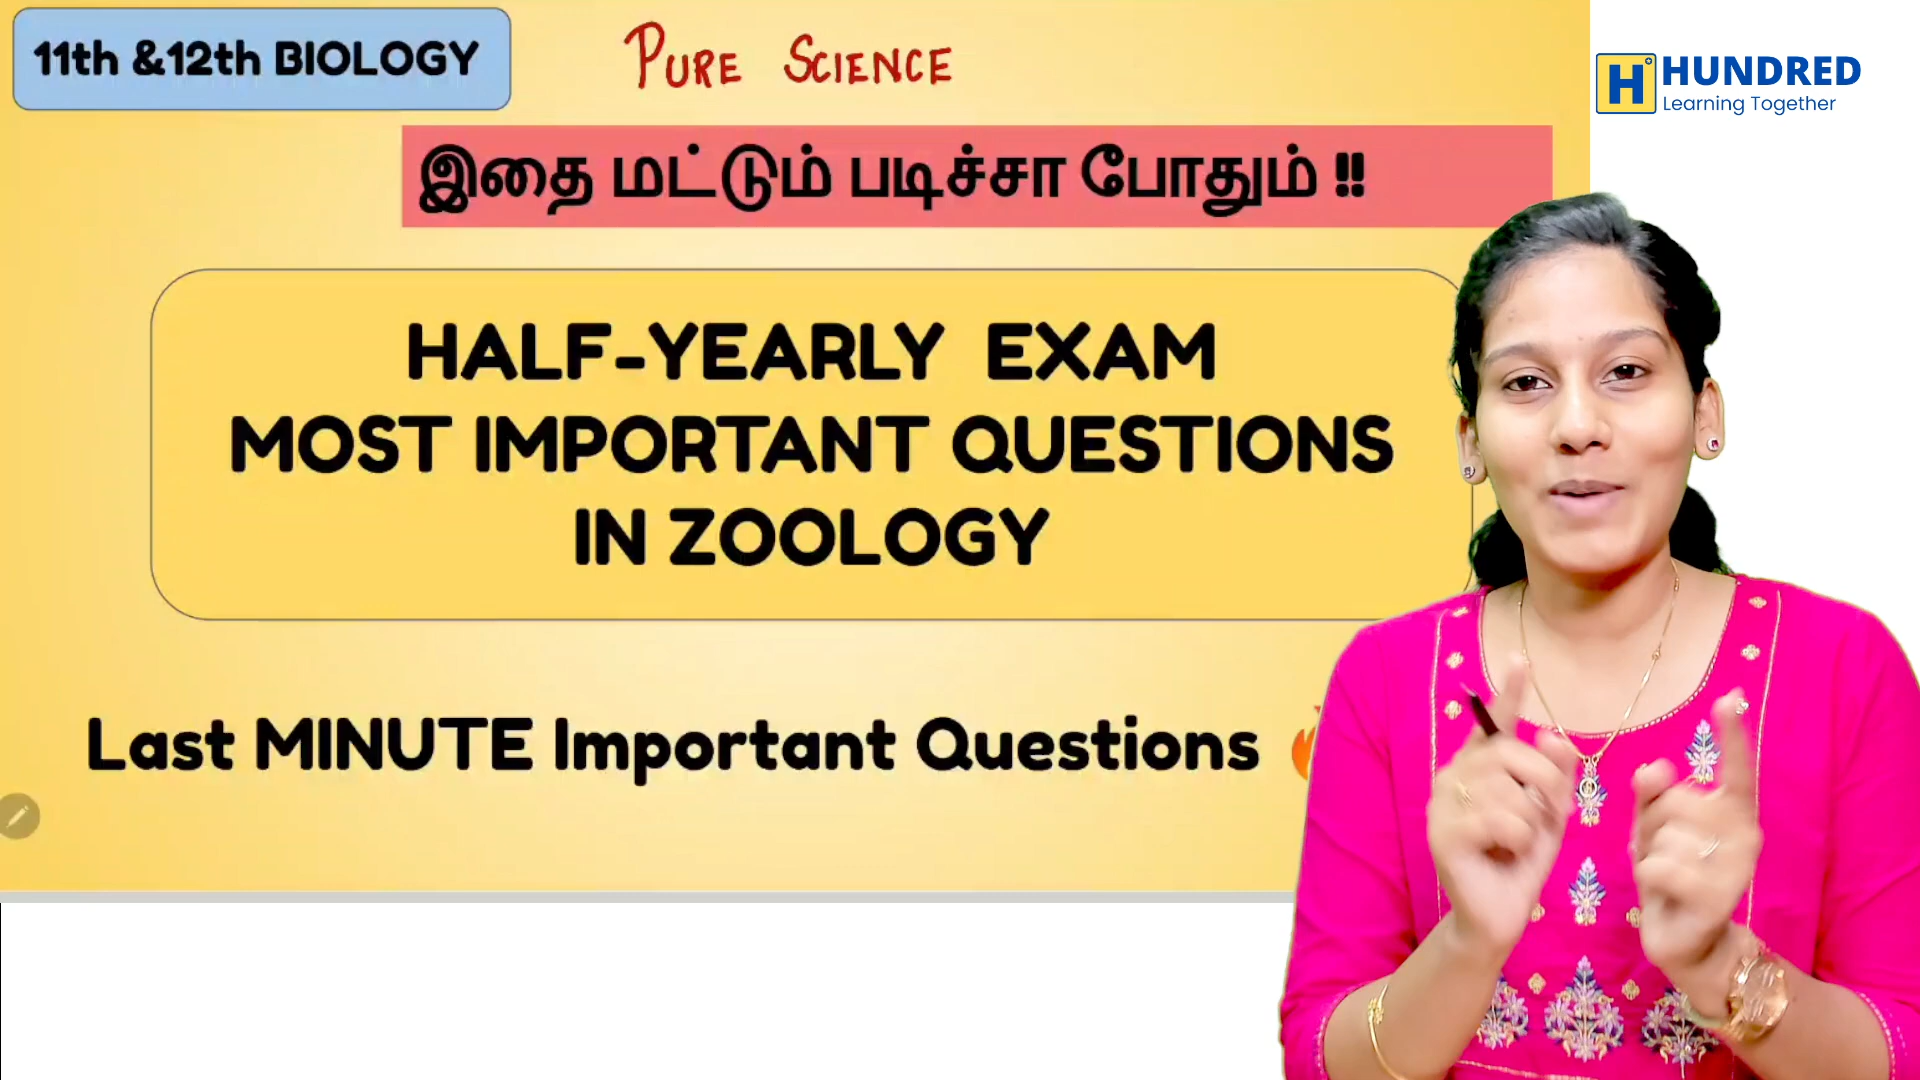 11th &12th BIOLOGY
PURE SCIENCE
H HUNDRED
Learning Together
இதை மட்டும் படிச்சா போதும் !!
HALF-YEARLY EXAM
MOST IMPORTANT QUESTIONS
IN ZOOLOGY
Last MINUTE Important Questions